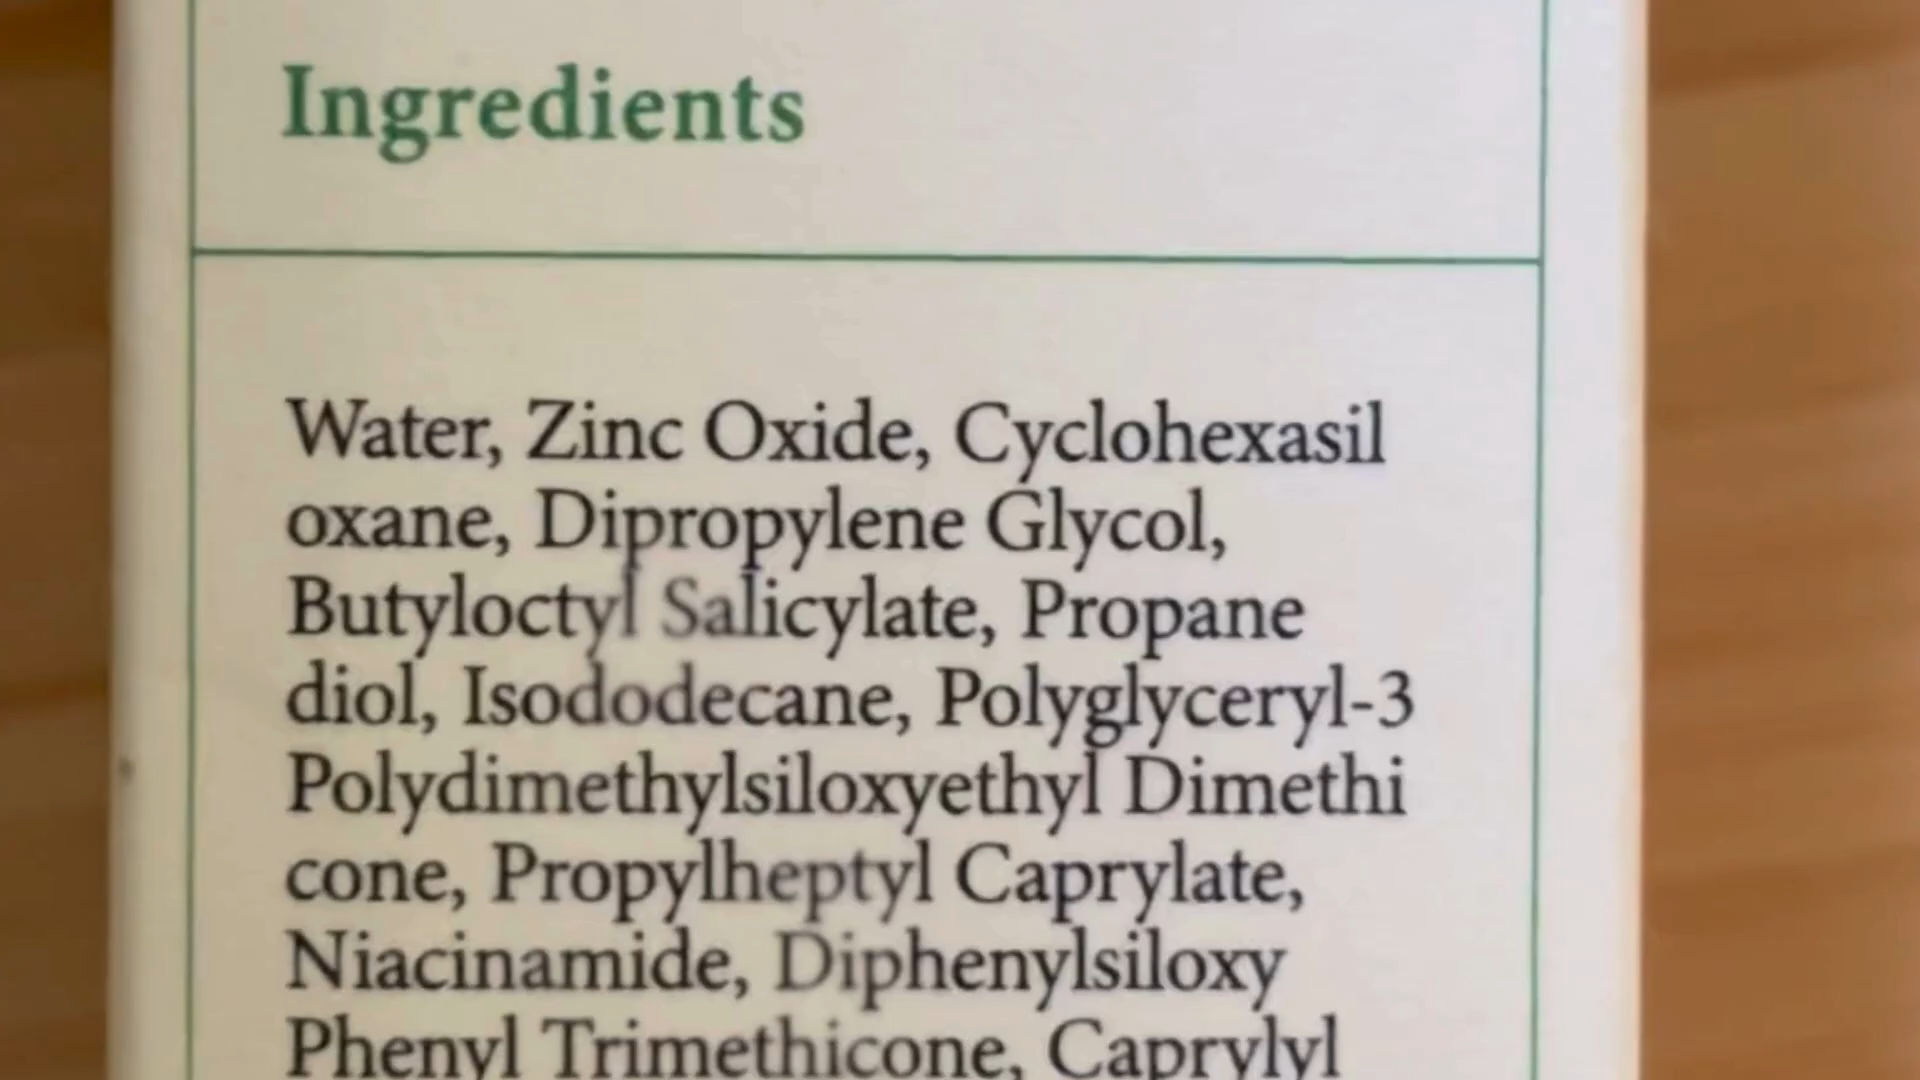 Ingredients
Water, Zinc Oxide, Cyclohexasil
oxane, Dipropylene Glycol,
Butyloctyl Salicylate, Propane
diol, Isododecane, Polyglyceryl-3
Polydimethylsiloxyethyl Dimethi
cone, Propylheptyl Caprylate,
Niacinamide, Diphenylsiloxy
Phenyl Trimethicone, Caprylyl